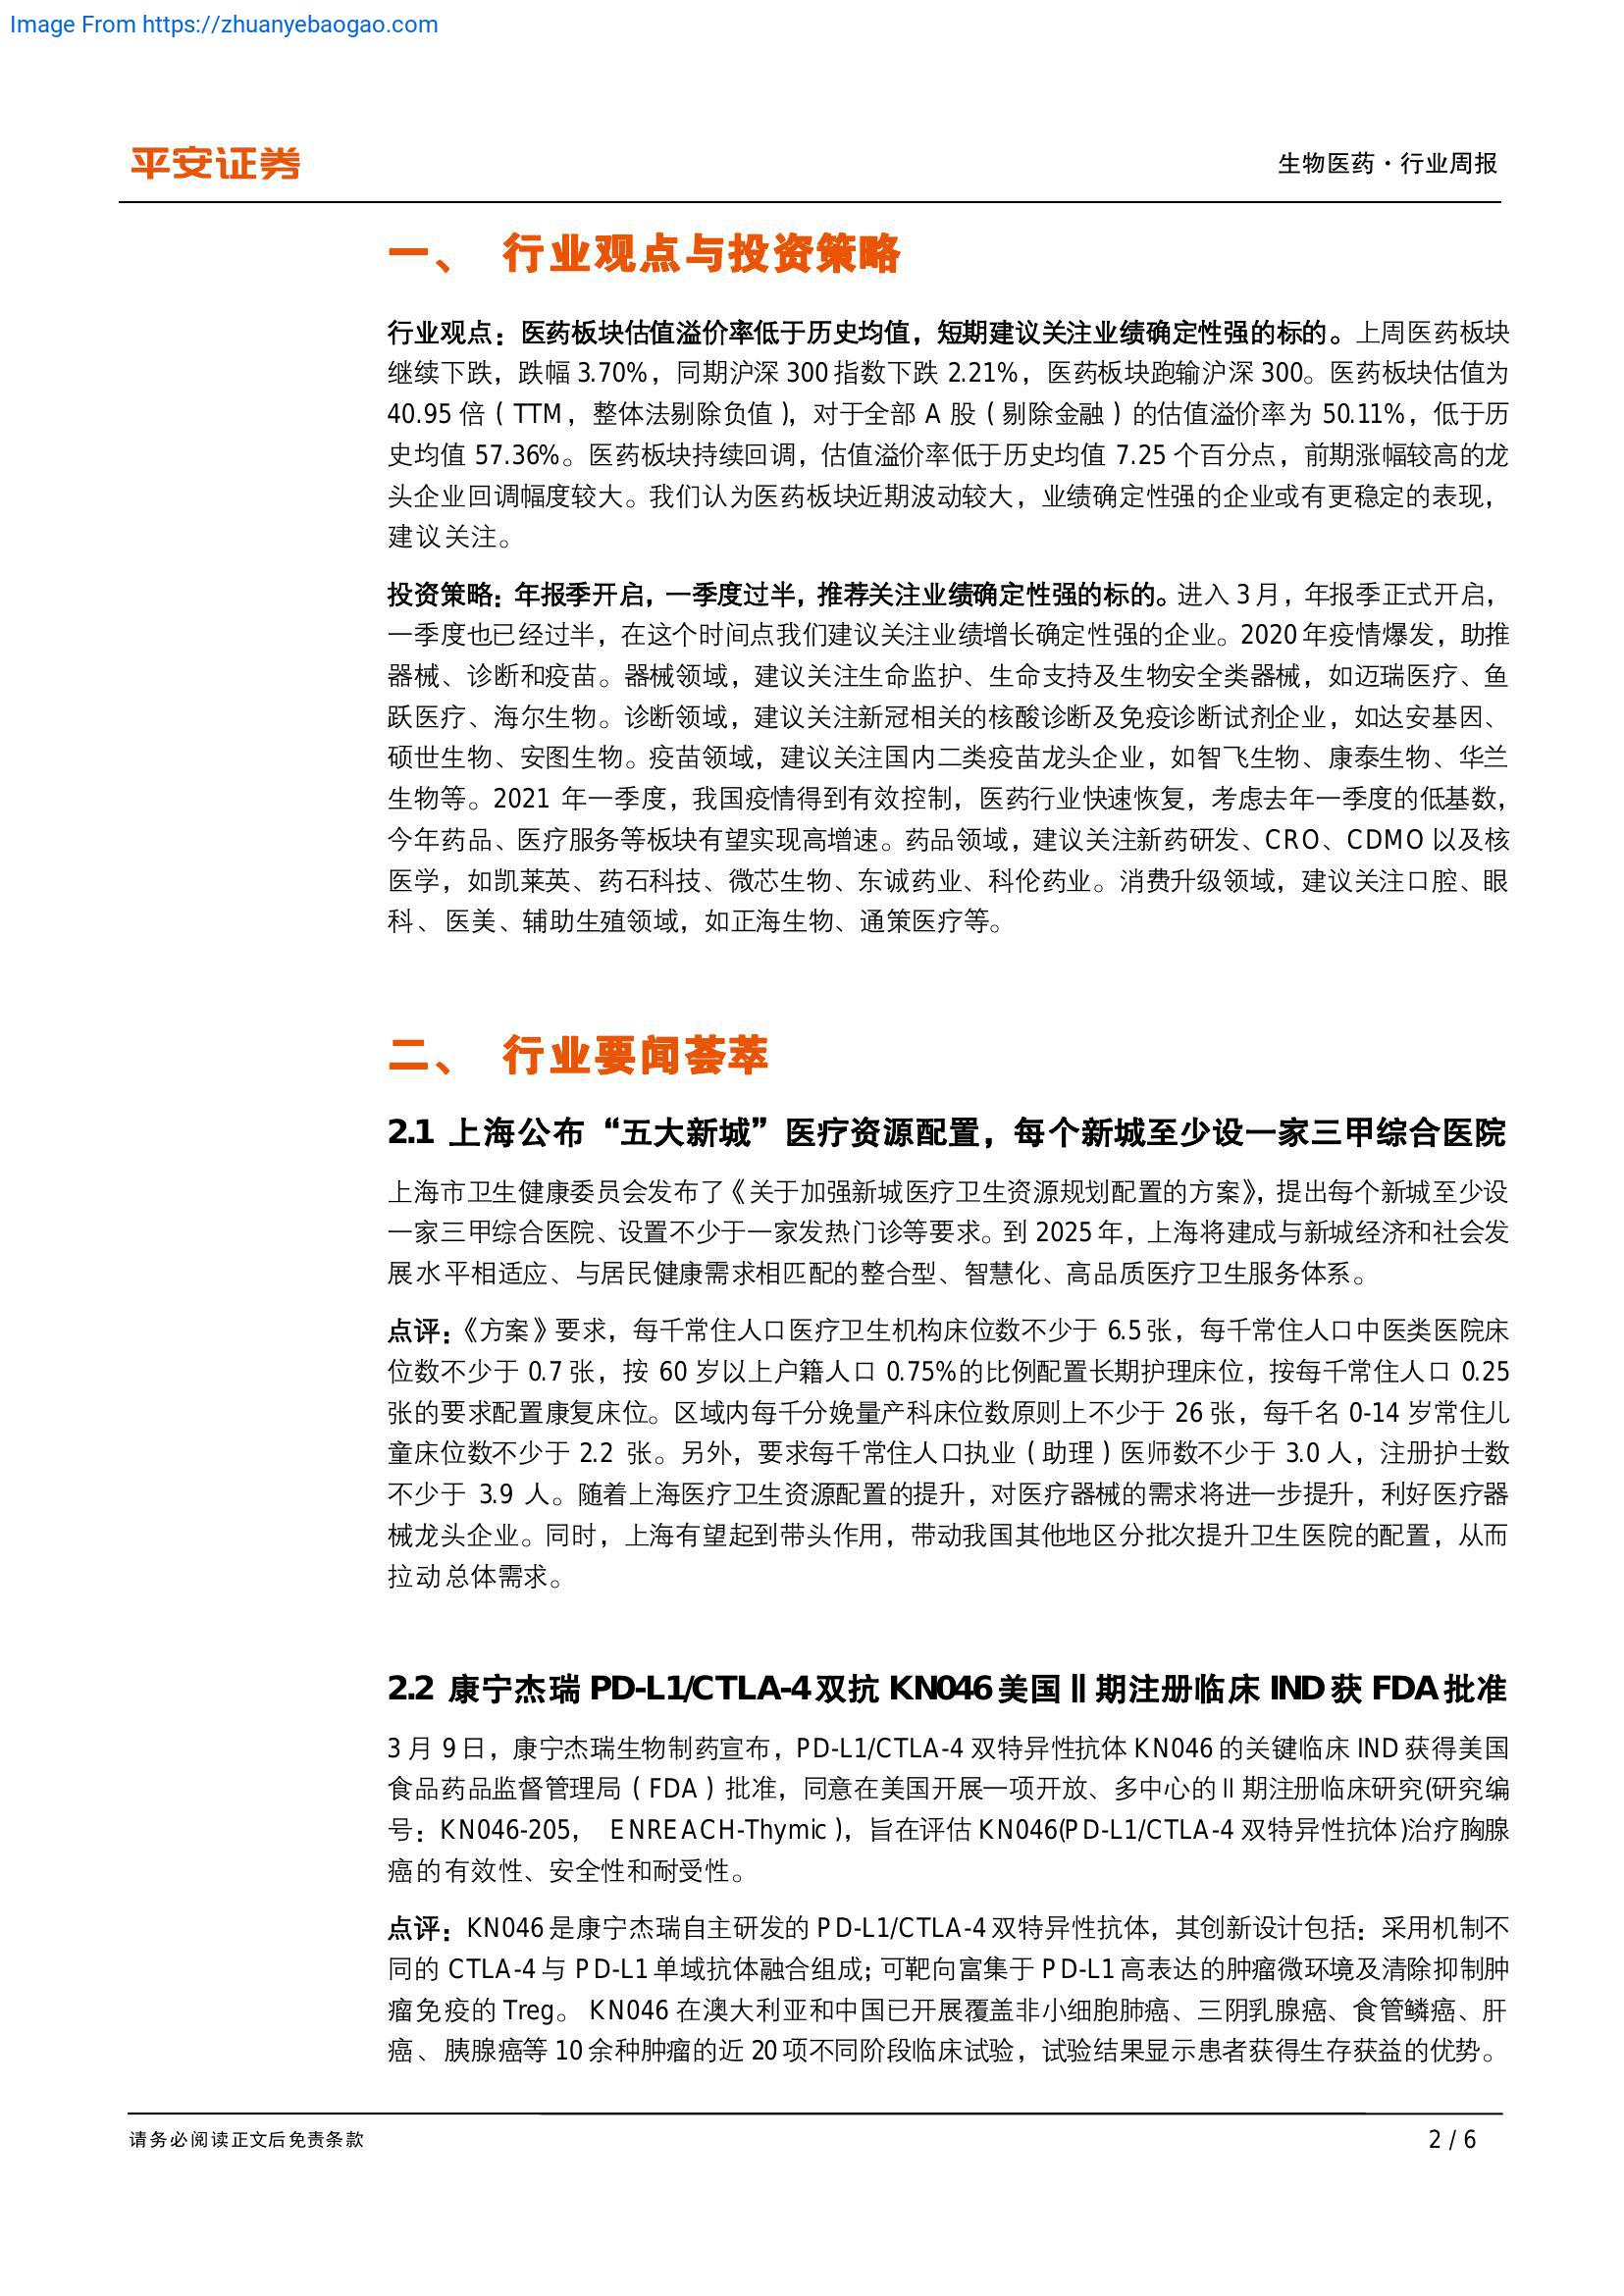 Image From https://zhuanyebaogao.com
平安证券
生物医药·行业周报
一、 行业观点与投资策略
行业观点：医药板块估值溢价率低于历史均值，短期建议关注业绩确定性强的标的。上周医药板块
继续下跌，跌幅 3.70%，同期沪深 300 指数下跌 2.21%，医药板块跑输沪深 300。医药板块估值为
40.95 倍（TTM，整体法剔除负值），对于全部 A 股（剔除金融）的估值溢价率为 50.11%，低于历
史均值 57.36%。医药板块持续回调，估值溢价率低于历史均值 7.25 个百分点，前期涨幅较高的龙
头企业回调幅度较大。我们认为医药板块近期波动较大，业绩确定性强的企业或有更稳定的表现，
建议关注。
投资策略：年报季开启，一季度过半，推荐关注业绩确定性强的标的。进入 3 月，年报季正式开启，
一季度也已经过半，在这个时间点我们建议关注业绩增长确定性强的企业。2020 年疫情爆发，助推
器械、诊断和疫苗。器械领域，建议关注生命监护、生命支持及生物安全类器械，如迈瑞医疗、鱼
跃医疗、海尔生物。诊断领域，建议关注新冠相关的核酸诊断及免疫诊断试剂企业，如达安基因、
硕世生物、安图生物。疫苗领域，建议关注国内二类疫苗龙头企业，如智飞生物、康泰生物、华兰
生物等。2021 年一季度，我国疫情得到有效控制，医药行业快速恢复，考虑去年一季度的低基数，
今年药品、医疗服务等板块有望实现高增速。药品领域，建议关注新药研发、CRO、CDMO 以及核
医学，如凯莱英、药石科技、微芯生物、东诚药业、科伦药业。消费升级领域，建议关注口腔、眼
科、医美、辅助生殖领域，如正海生物、通策医疗等。
二、 行业要闻荟萃
2.1 上海公布“五大新城”医疗资源配置，每个新城至少设一家三甲综合医院
上海市卫生健康委员会发布了《关于加强新城医疗卫生资源规划配置的方案》，提出每个新城至少设
一家三甲综合医院、设置不少于一家发热门诊等要求。到 2025 年，上海将建成与新城经济和社会发
展水平相适应、与居民健康需求相匹配的整合型、智慧化、高品质医疗卫生服务体系。
点评：《方案》要求，每千常住人口医疗卫生机构床位数不少于 6.5 张，每千常住人口中医类医院床
位数不少于 0.7 张，按 60 岁以上户籍人口 0.75%的比例配置长期护理床位，按每千常住人口 0.25
张的要求配置康复床位。区域内每千分娩量产科床位数原则上不少于 26 张，每千名 0-14 岁常住儿
童床位数不少于 2.2 张。另外，要求每千常住人口执业（助理）医师数不少于 3.0 人，注册护士数
不少于 3.9 人。随着上海医疗卫生资源配置的提升，对医疗器械的需求将进一步提升，利好医疗器
械龙头企业。同时，上海有望起到带头作用，带动我国其他地区分批次提升卫生医院的配置，从而
拉动总体需求。
2.2 康宁杰瑞 PD-L1/CTLA-4 双抗 KN046 美国Ⅱ期注册临床 IND 获 FDA 批准
3 月 9 日，康宁杰瑞生物制药宣布，PD-L1/CTLA-4 双特异性抗体 KN046 的关键临床 IND 获得美国
食品药品监督管理局（FDA）批准，同意在美国开展一项开放、多中心的Ⅱ期注册临床研究(研究编
号：KN046-205， ENREACH-Thymic )，旨在评估 KN046(PD-L1/CTLA-4 双特异性抗体)治疗胸腺
癌的有效性、安全性和耐受性。
点评：KN046 是康宁杰瑞自主研发的 PD-L1/CTLA-4 双特异性抗体，其创新设计包括：采用机制不
同的 CTLA-4 与 PD-L1 单域抗体融合组成；可靶向富集于 PD-L1 高表达的肿瘤微环境及清除抑制肿
瘤免疫的 Treg。 KN046 在澳大利亚和中国已开展覆盖非小细胞肺癌、三阴乳腺癌、食管鳞癌、肝
癌、胰腺癌等 10 余种肿瘤的近 20 项不同阶段临床试验，试验结果显示患者获得生存获益的优势。
请务必阅读正文后免责条款
2 / 6